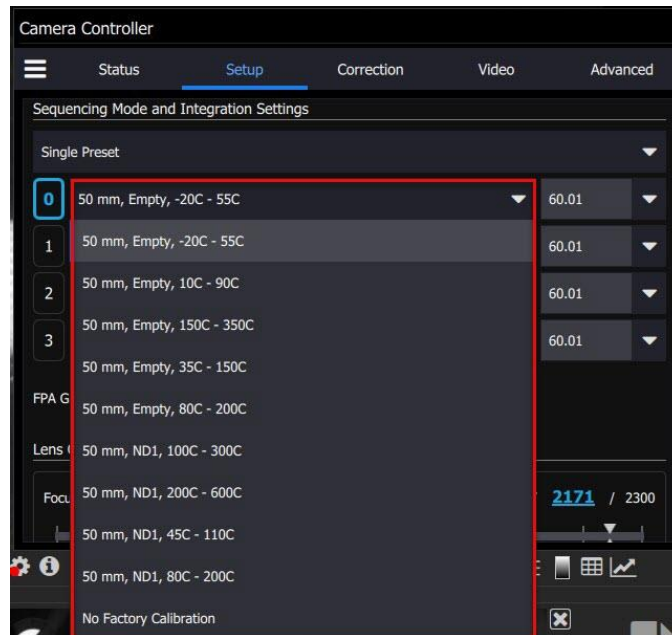 Camera Controller
Status Setup Correction Video Advanced
Sequencing Mode and Integration Settings
Single Preset
0 50 mm, Empty, -20C - 55C 60.01
50 mm, Empty, -20C - 55C
1 60.01
50 mm, Empty, 10C - 90C
2 60.01
50 mm, Empty, 150C - 350C
3 60.01
50 mm, Empty, 35C - 150C
FPA G
50 mm, Empty, 80C - 200C
50 mm, ND1, 100C - 300C
Lens
50 mm, ND1, 200C - 600C
Focu 2171 / 2300
50 mm, ND1, 45C - 110C
50 mm, ND1, 80C - 200C
No Factory Calibration